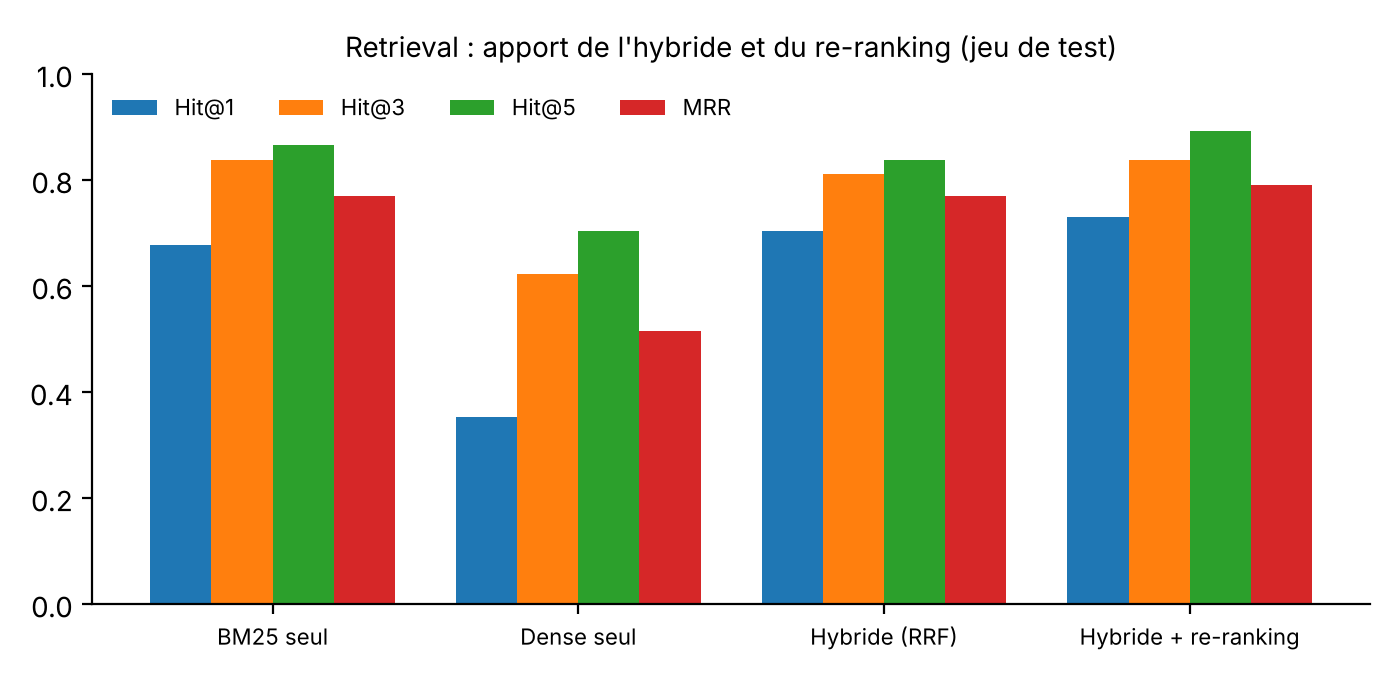 Retrieval : apport de l'hybride et du re-ranking (jeu de test)
1.0
0.8
0.6
0.4
0.2
0.0
Hit@1 Hit@3 Hit@5 MRR
BM25 seul Dense seul Hybride (RRF) Hybride + re-ranking